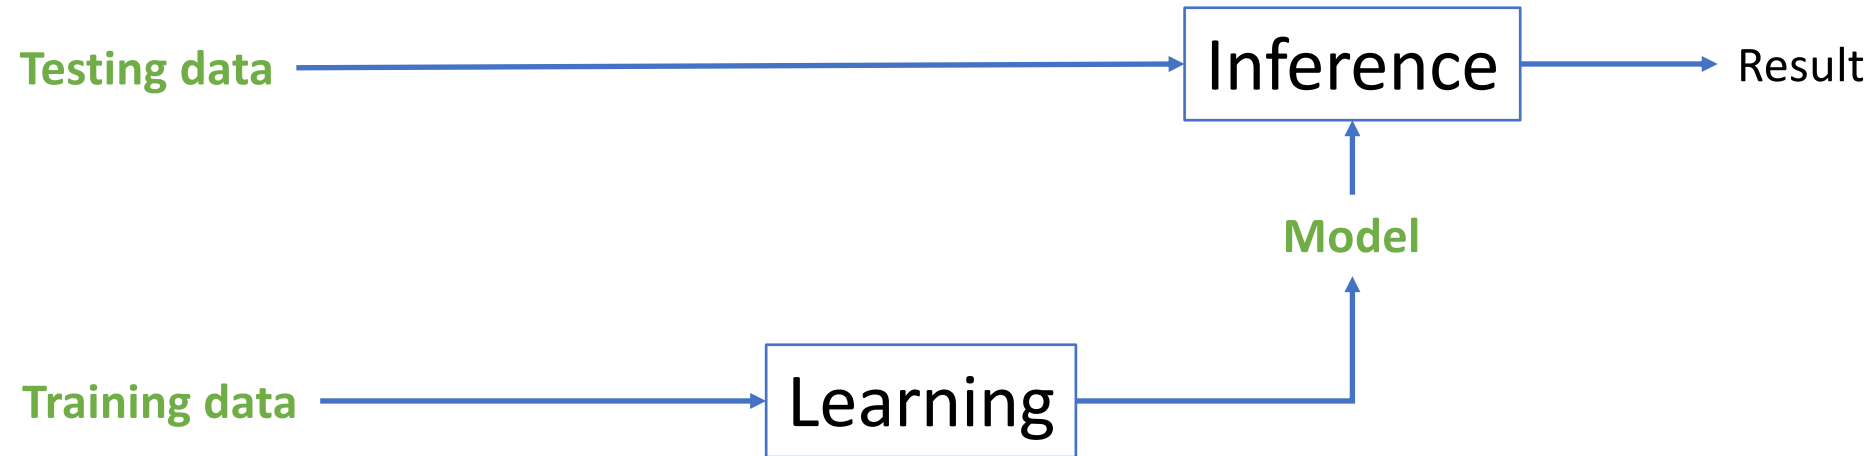 Testing data
Inference
Result
Model
Training data
Learning